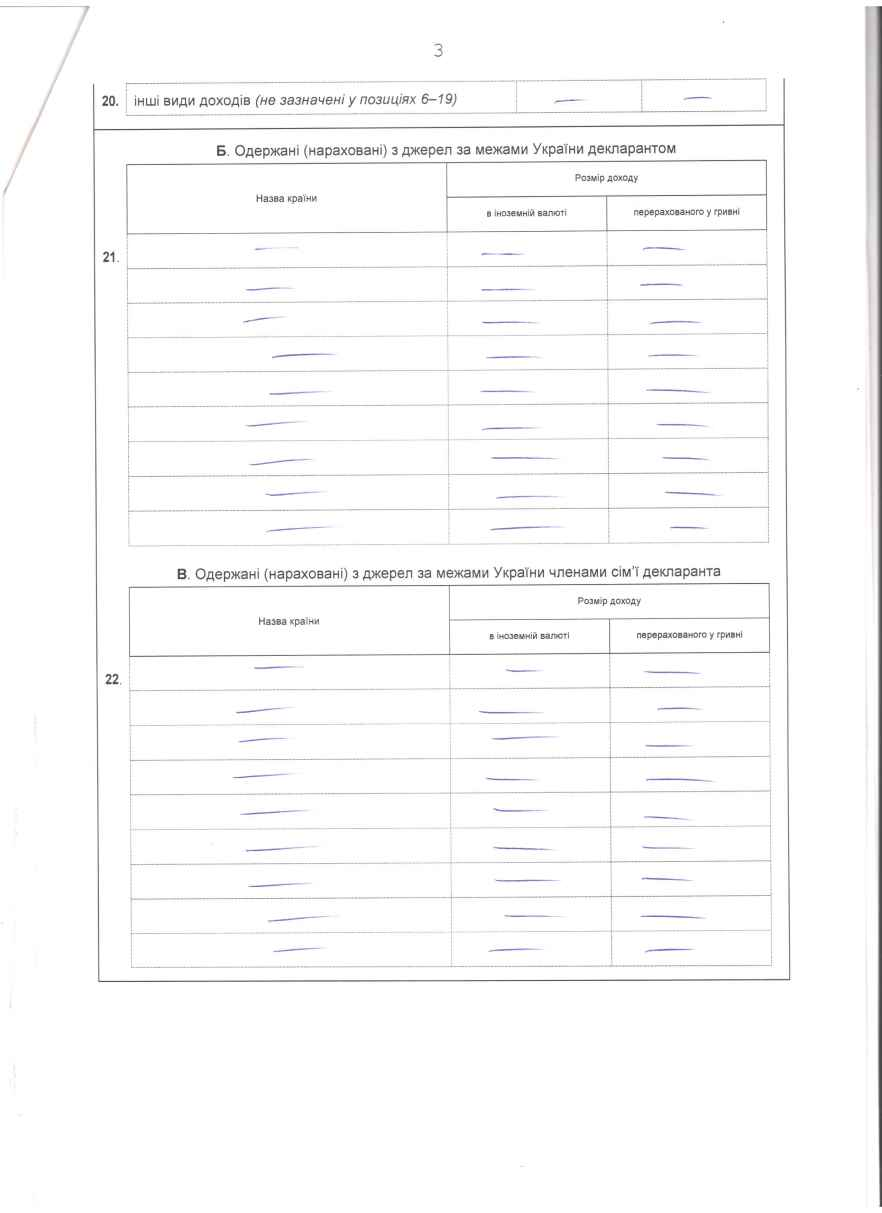 3
20. інші види доходів (не зазначені у позиціях 6–19) — —
Б. Одержані (нараховані) з джерел за межами України декларантом
Назва країни
Розмір доходу
в іноземній валюті
перерахованого у гривні
21. — — —
— — —
— — —
— — —
— — —
— — —
— — —
— — —
— — —
В. Одержані (нараховані) з джерел за межами України членами сім'ї декларанта
Назва країни
Розмір доходу
в іноземній валюті
перерахованого у гривні
22. — — —
— — —
— — —
— — —
— — —
— — —
— — —
— — —
— — —